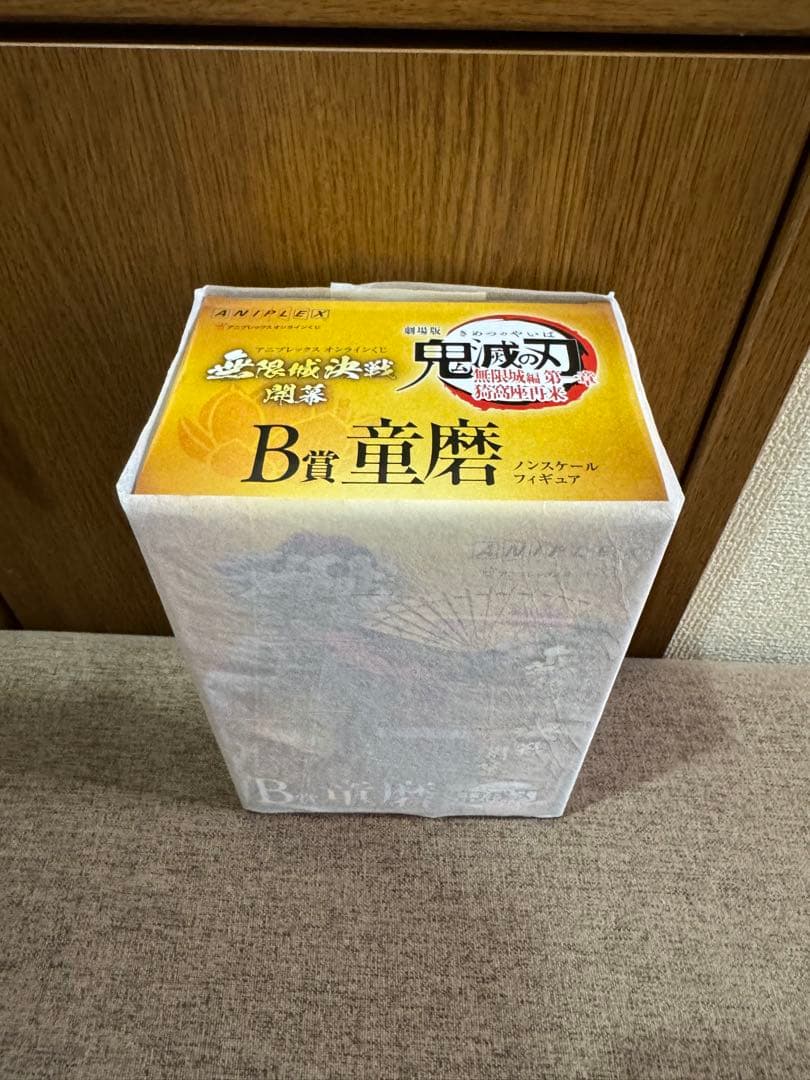 ANIPLEX
アニプレックスオンラインくじ
アニプレックス オンラインくじ
無限城決戦
開幕
劇場版
きめつのやいば
鬼滅の刃
無限城編 第一章
猗窩座再来
B賞 童磨
ノンスケール
フィギュア
ANIPLEX
B賞 童磨
鬼滅の刃